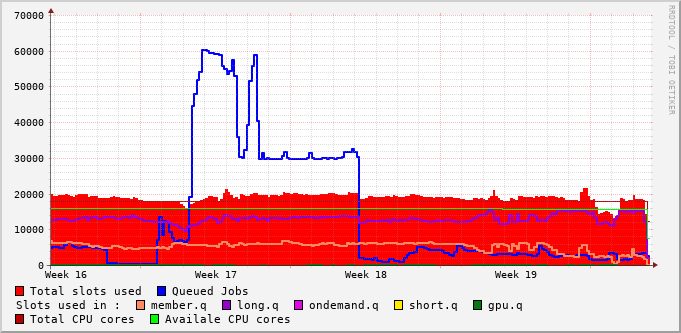 70000
60000
50000
40000
30000
20000
10000
0
Week 16 Week 17 Week 18 Week 19
RRDTOOL / TOBI OETIKER
Total slots used Queued Jobs
Slots used in : member.q long.q ondemand.q short.q gpu.q
Total CPU cores Availale CPU cores